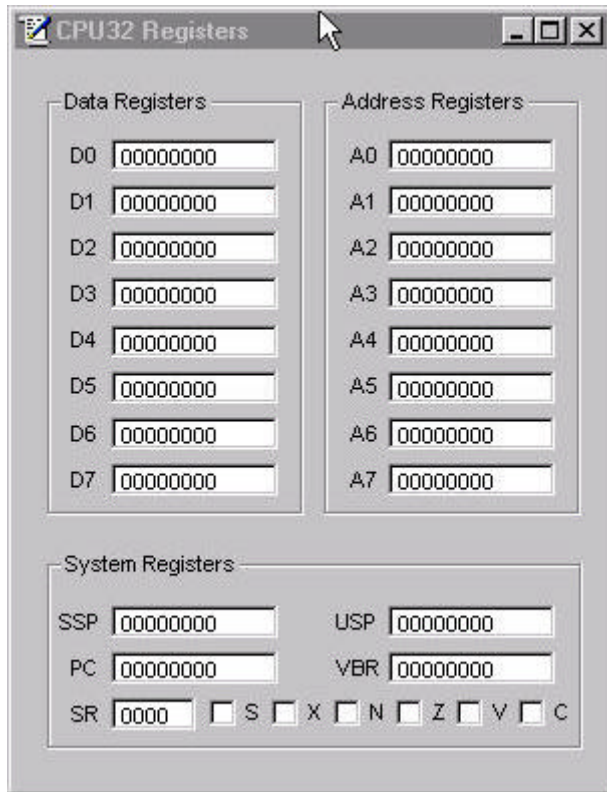 CPU32 Registers
Data Registers
D0 00000000
D1 00000000
D2 00000000
D3 00000000
D4 00000000
D5 00000000
D6 00000000
D7 00000000
Address Registers
A0 00000000
A1 00000000
A2 00000000
A3 00000000
A4 00000000
A5 00000000
A6 00000000
A7 00000000
System Registers
SSP 00000000 USP 00000000
PC 00000000 VBR 00000000
SR 0000 S X N Z V C